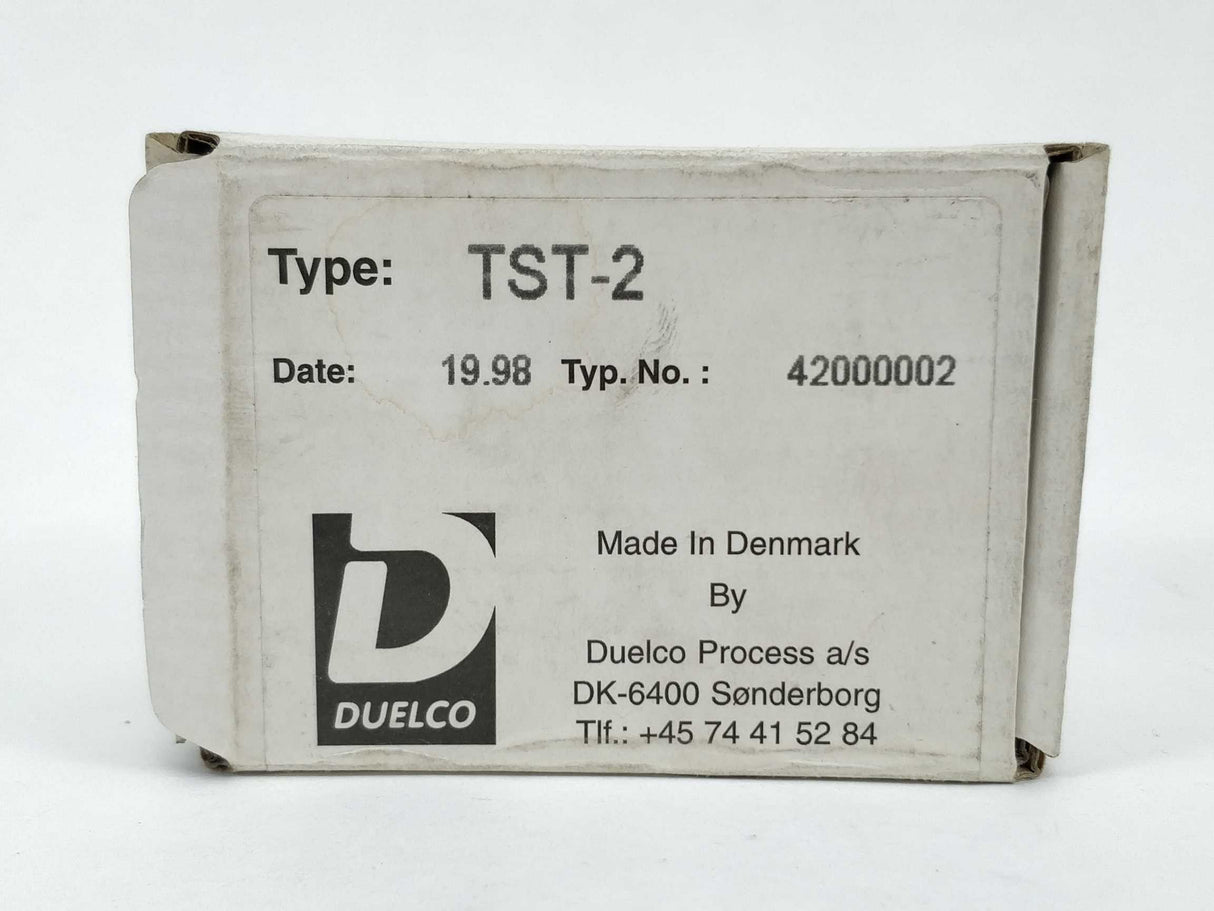 Type: TST-2
Date: 19.98 Typ. No. : 42000002
Made In Denmark
By
Duelco Process a/s
DK-6400 Sønderborg
Tlf.: +45 74 41 52 84
D
DUELCO